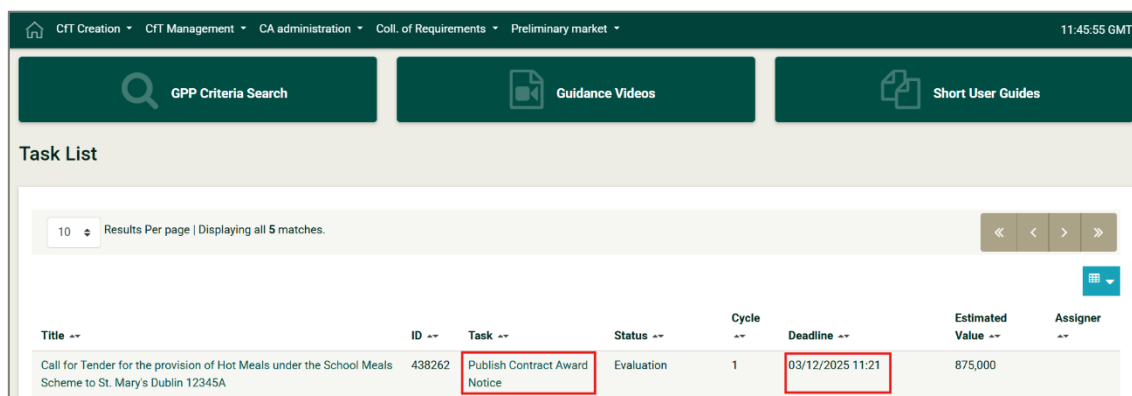 CfT Creation CfT Management CA administration Coll. of Requirements Preliminary market 11:45:55 GMT
GPP Criteria Search Guidance Videos Short User Guides
Task List
10 Results Per page | Displaying all 5 matches.
« < > »
Title ID Task Status Cycle Deadline Estimated Value Assigner
Call for Tender for the provision of Hot Meals under the School Meals 438262 Publish Contract Award Evaluation 1 03/12/2025 11:21 875,000
Scheme to St. Mary's Dublin 12345A Notice